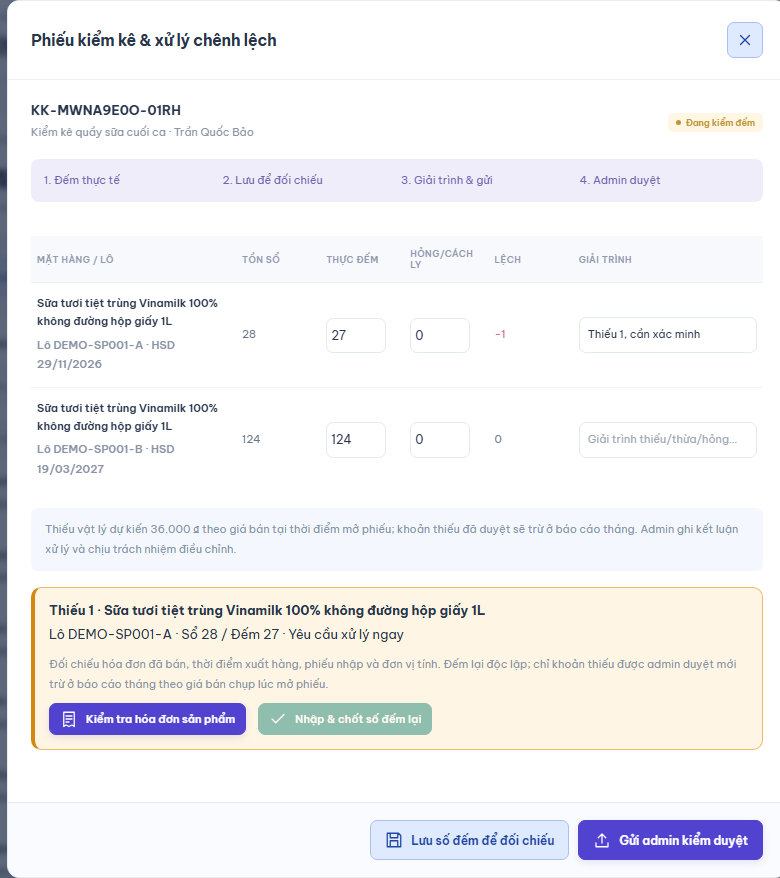 Phiếu kiểm kê & xử lý chênh lệch
KK-MWNA9E0O-01RH
Kiểm kê quầy sữa cuối ca · Trần Quốc Bảo
Đang kiểm đếm
1. Đếm thực tế 2. Lưu để đối chiếu 3. Giải trình & gửi 4. Admin duyệt
MẶT HÀNG / LÔ TỒN SỔ THỰC ĐẾM HỎNG/CÁCH LY LỆCH GIẢI TRÌNH
Sữa tươi tiệt trùng Vinamilk 100%
không đường hộp giấy 1L
Lô DEMO-SP001-A · HSD
29/11/2026
28 27 0 -1 Thiếu 1, cần xác minh
Sữa tươi tiệt trùng Vinamilk 100%
không đường hộp giấy 1L
Lô DEMO-SP001-B · HSD
19/03/2027
124 124 0 0 Giải trình thiếu/thừa/hỏng...
Thiếu vật lý dự kiến 36.000 ₫ theo giá bán tại thời điểm mở phiếu; khoản thiếu đã duyệt sẽ trừ ở báo cáo tháng. Admin ghi kết luận
xử lý và chịu trách nhiệm điều chỉnh.
Thiếu 1 · Sữa tươi tiệt trùng Vinamilk 100% không đường hộp giấy 1L
Lô DEMO-SP001-A · Sổ 28 / Đếm 27 · Yêu cầu xử lý ngay
Đối chiếu hóa đơn đã bán, thời điểm xuất hàng, phiếu nhập và đơn vị tính. Đếm lại độc lập; chỉ khoản thiếu được admin duyệt mới
trừ ở báo cáo tháng theo giá bán chụp lúc mở phiếu.
Kiểm tra hóa đơn sản phẩm
Nhập & chốt số đếm lại
Lưu số đếm để đối chiếu
Gửi admin kiểm duyệt